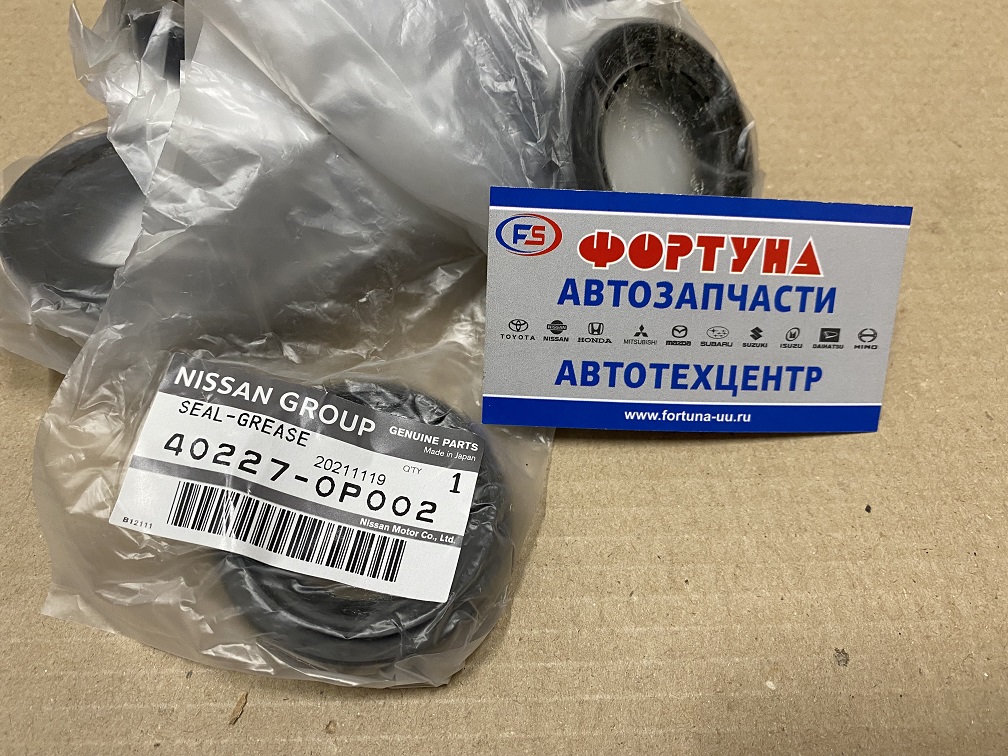 FS
ФОРТУНА
АВТОЗАПЧАСТИ
TOYOTA NISSAN HONDA MITSUBISHI mazda SUBARU SUZUKI ISUZU DAIHATSU HINO
АВТОТЕХЦЕНТР
www.fortuna-uu.ru
NISSAN GROUP GENUINE PARTS
SEAL-GREASE Made in Japan
20211119 Q'TY 1
40227-0P002
B12111 Nissan Motor Co., Ltd.